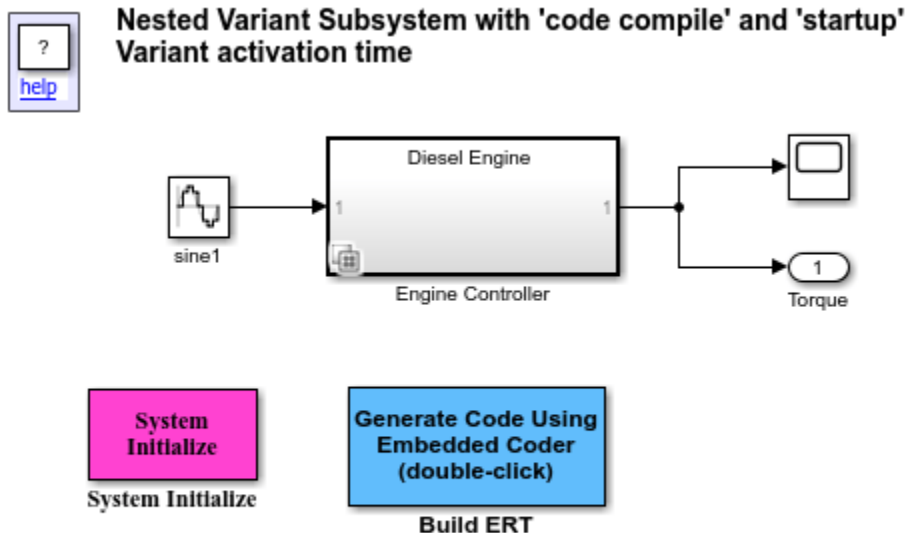 Nested Variant Subsystem with 'code compile' and 'startup'
Variant activation time
?
help
Diesel Engine
1
1
sine1
Engine Controller
1
Torque
System
Initialize
System Initialize
Generate Code Using
Embedded Coder
(double-click)
Build ERT